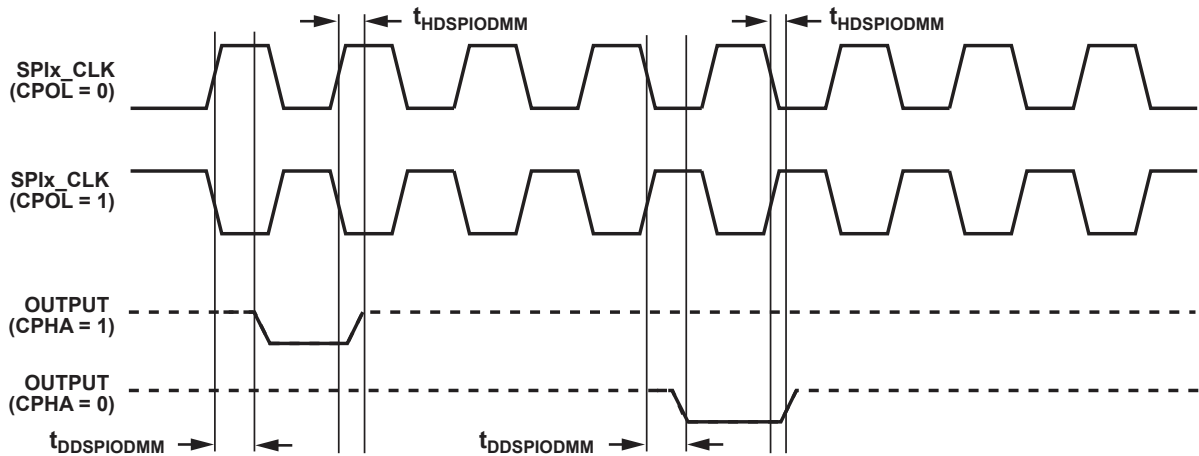 tHDSPIODMM
tHDSPIODMM
SPIx_CLK
(CPOL = 0)
SPIx_CLK
(CPOL = 1)
OUTPUT
(CPHA = 1)
OUTPUT
(CPHA = 0)
tDDSPIODMM
tDDSPIODMM